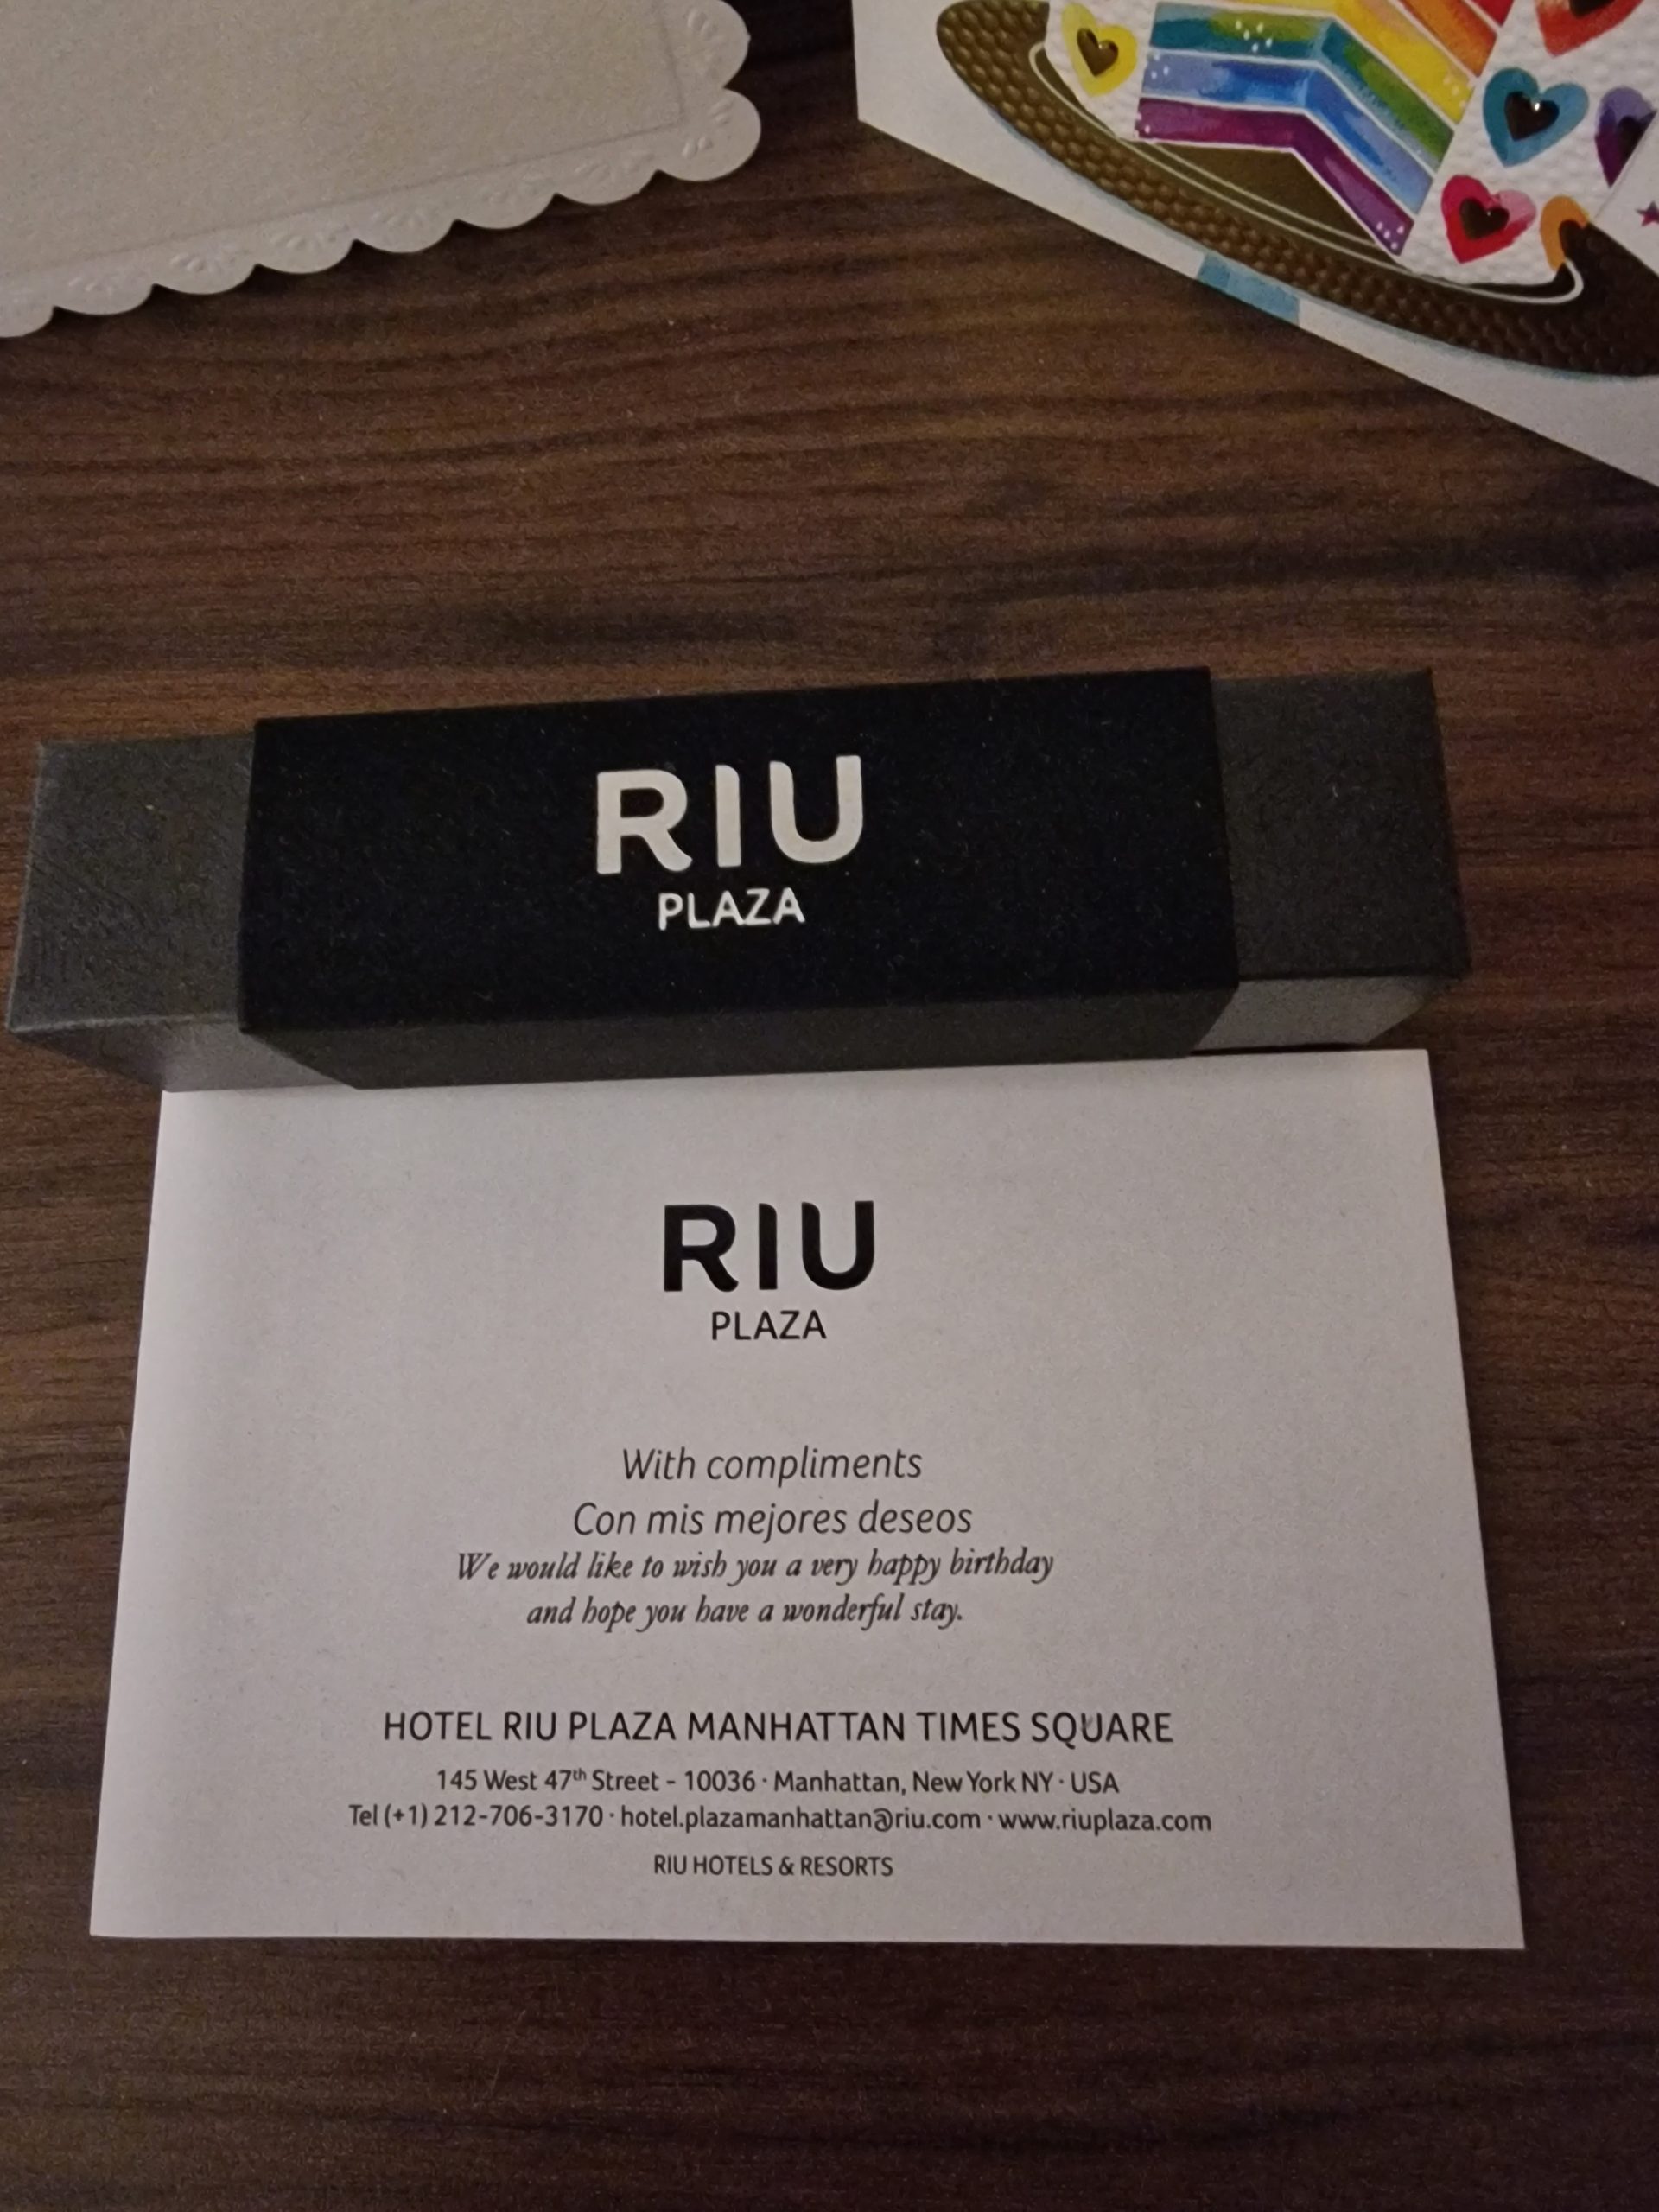 RIU
PLAZA
RIU
PLAZA
With compliments
Con mis mejores deseos
We would like to wish you a very happy birthday
and hope you have a wonderful stay.
HOTEL RIU PLAZA MANHATTAN TIMES SQUARE
145 West 47th Street - 10036 · Manhattan, New York NY · USA
Tel (+1) 212-706-3170 · hotel.plazamanhattan@riu.com · www.riuplaza.com
RIU HOTELS & RESORTS